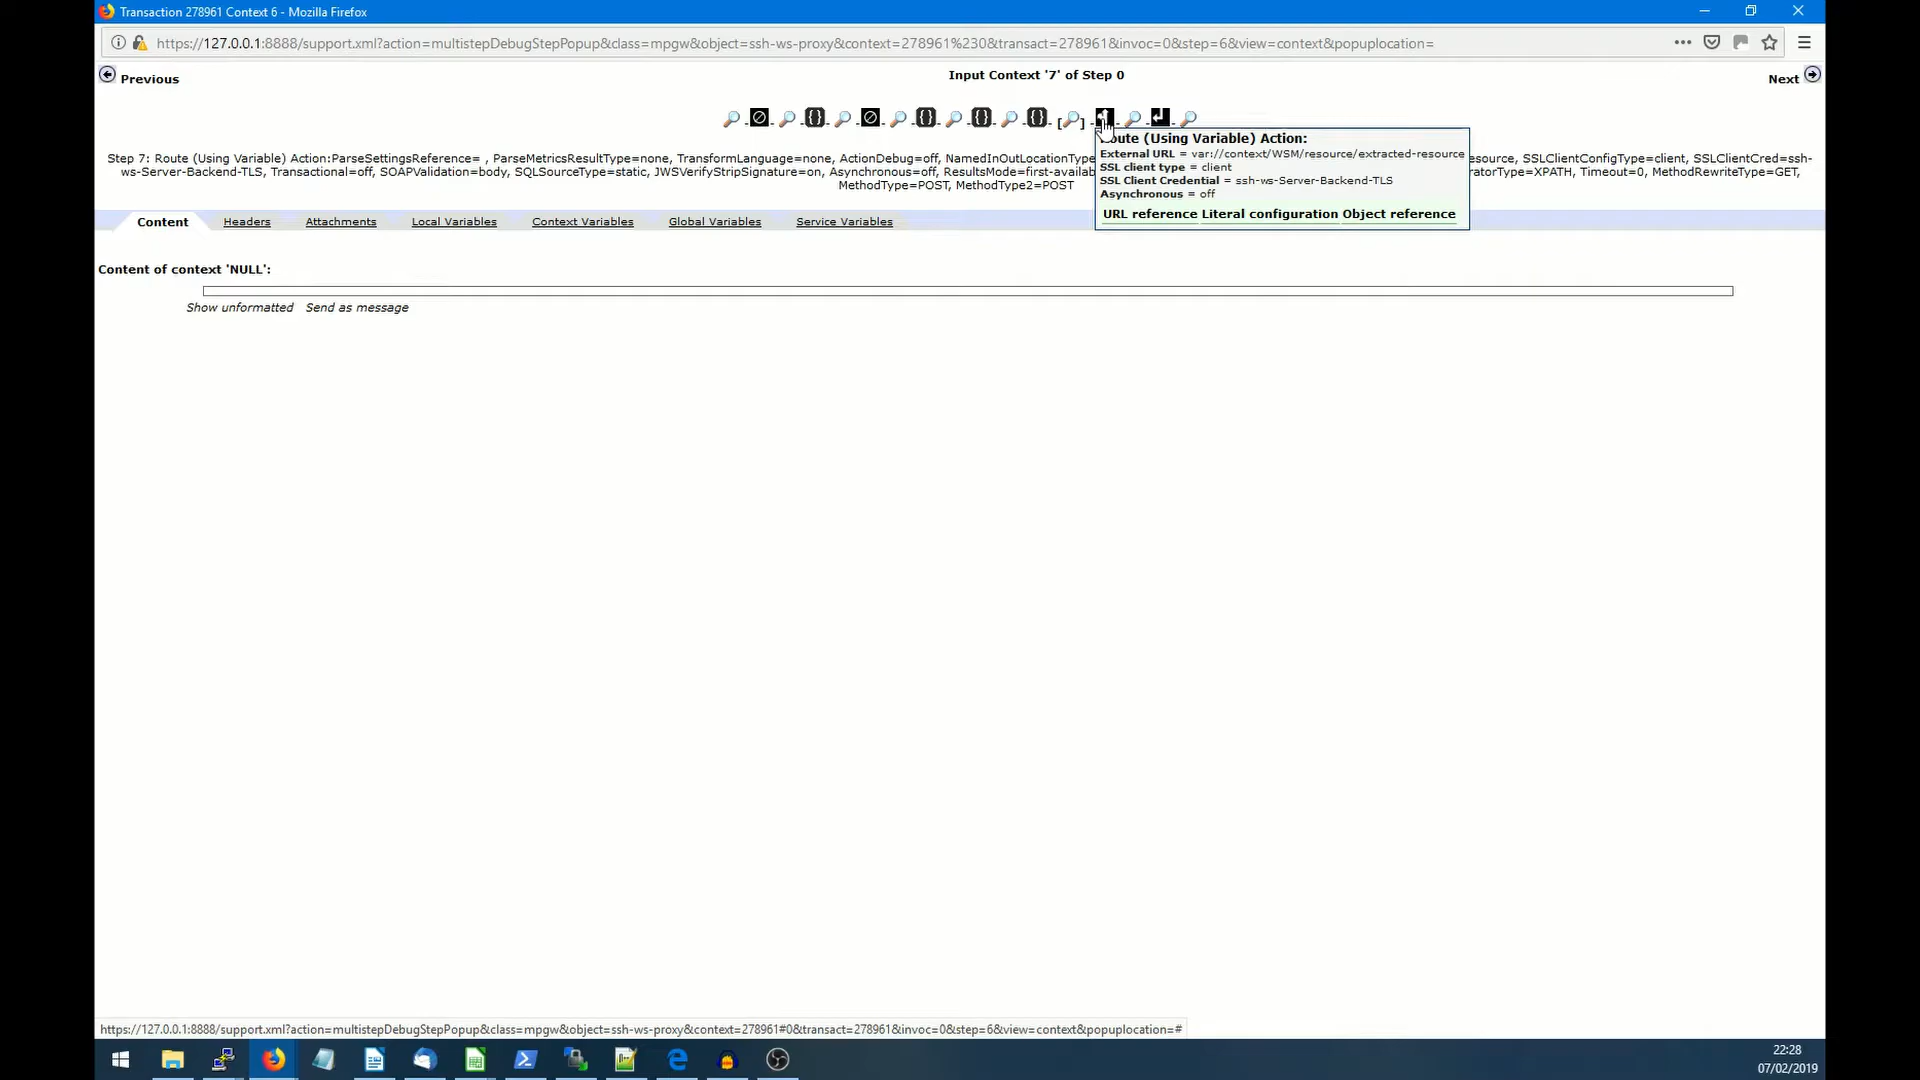 Transaction 278961 Context 6 - Mozilla Firefox
https://127.0.0.1:8888/support.xml?action=multistepDebugStepPopup&class=mpgw&object=ssh-ws-proxy&context=278961%230&transact=278961&invoc=0&step=6&view=context&popuplocation=
Previous
Input Context '7' of Step 0
Next
Step 7: Route (Using Variable) Action:ParseSettingsReference= , ParseMetricsResultType=none, TransformLanguage=none, ActionDebug=off, NamedInOutLocationType
esource, SSLClientConfigType=client, SSLClientCred=ssh-
ws-Server-Backend-TLS, Transactional=off, SOAPValidation=body, SQLSourceType=static, JWSVerifyStripSignature=on, Asynchronous=off, ResultsMode=first-availab
ratorType=XPATH, Timeout=0, MethodRewriteType=GET,
MethodType=POST, MethodType2=POST
Route (Using Variable) Action:
External URL = var://context/WSM/resource/extracted-resource
SSL client type = client
SSL Client Credential = ssh-ws-Server-Backend-TLS
Asynchronous = off
URL reference Literal configuration Object reference
Content Headers Attachments Local Variables Context Variables Global Variables Service Variables
Content of context 'NULL':
Show unformatted Send as message
https://127.0.0.1:8888/support.xml?action=multistepDebugStepPopup&class=mpgw&object=ssh-ws-proxy&context=278961#0&transact=278961&invoc=0&step=6&view=context&popuplocation=#
22:28
07/02/2019